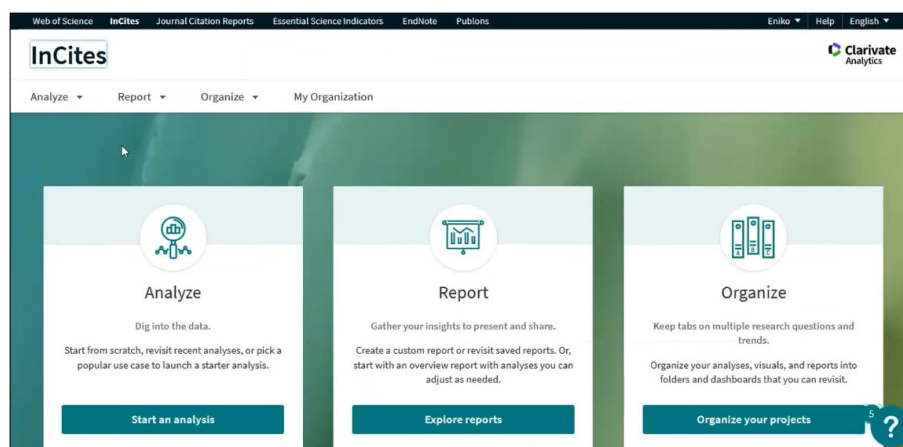 Web of Science InCites Journal Citation Reports Essential Science Indicators EndNote Publons Eniko Help English
InCites
Clarivate
Analytics
Analyze Report Organize My Organization
Analyze
Dig into the data.
Start from scratch, revisit recent analyses, or pick a
popular use case to launch a starter analysis.
Start an analysis
Report
Gather your insights to present and share.
Create a custom report or revisit saved reports. Or,
start with an overview report with analyses you can
adjust as needed.
Explore reports
A B C
Organize
Keep tabs on multiple research questions and
trends.
Organize your analyses, visuals, and reports into
folders and dashboards that you can revisit.
Organize your projects
5
?